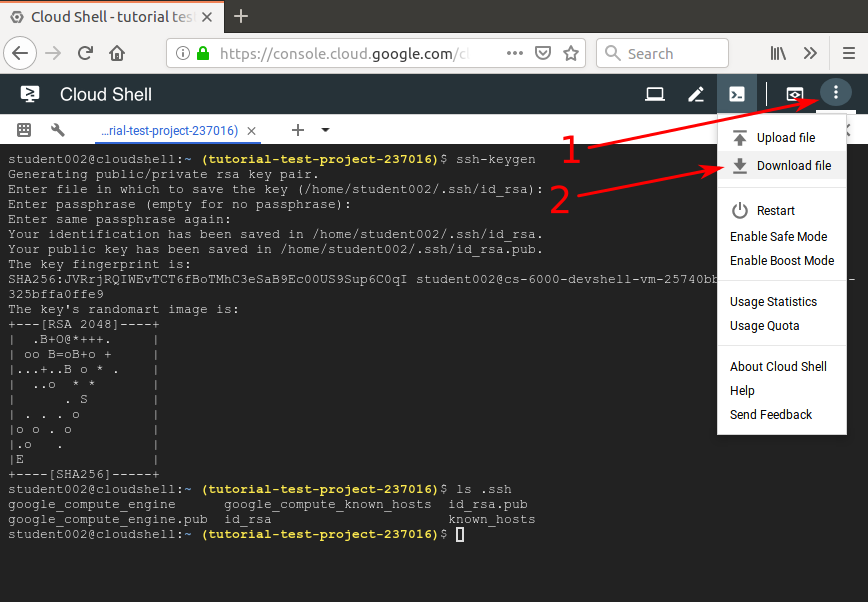 Cloud Shell - tutorial tes
https://console.cloud.google.com/cl
Search
Cloud Shell
...rial-test-project-237016)
Upload file
Download file
Restart
Enable Safe Mode
Enable Boost Mode
Usage Statistics
Usage Quota
About Cloud Shell
Help
Send Feedback
1
2
student002@cloudshell:~ (tutorial-test-project-237016)$ ssh-keygen
Generating public/private rsa key pair.
Enter file in which to save the key (/home/student002/.ssh/id_rsa):
Enter passphrase (empty for no passphrase):
Enter same passphrase again:
Your identification has been saved in /home/student002/.ssh/id_rsa.
Your public key has been saved in /home/student002/.ssh/id_rsa.pub.
The key fingerprint is:
SHA256:JVRrjRQIWEvTCT6fBoTMhC3eSaB9Ec00US9Sup6C0qI student002@cs-6000-devshell-vm-25740bb
-
325bffa0ffe9
The key's randomart image is:
+---[RSA 2048]----+
|  .B+O@*+++.     |
| oo B=oB+o +     |
|...+..B o * .    |
|  ..o  * *       |
|      . S        |
| . . . o         |
|o o . o          |
|.o   .           |
|E                |
+----[SHA256]-----+
student002@cloudshell:~ (tutorial-test-project-237016)$ ls .ssh
google_compute_engine      google_compute_known_hosts  id_rsa.pub
google_compute_engine.pub  id_rsa                      known_hosts
student002@cloudshell:~ (tutorial-test-project-237016)$